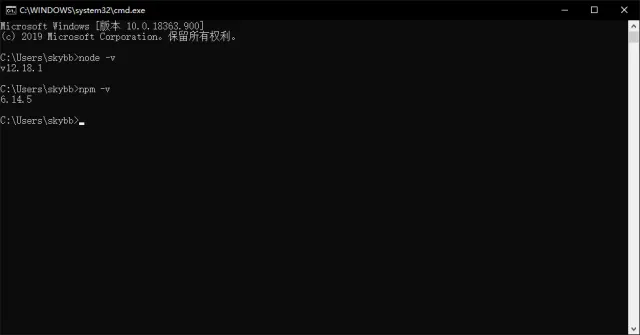 C:\WINDOWS\system32\cmd.exe
Microsoft Windows [版本 10.0.18363.900]
(c) 2019 Microsoft Corporation。保留所有权利。
C:\Users\skybb>node -v
v12.18.1
C:\Users\skybb>npm -v
6.14.5
C:\Users\skybb>